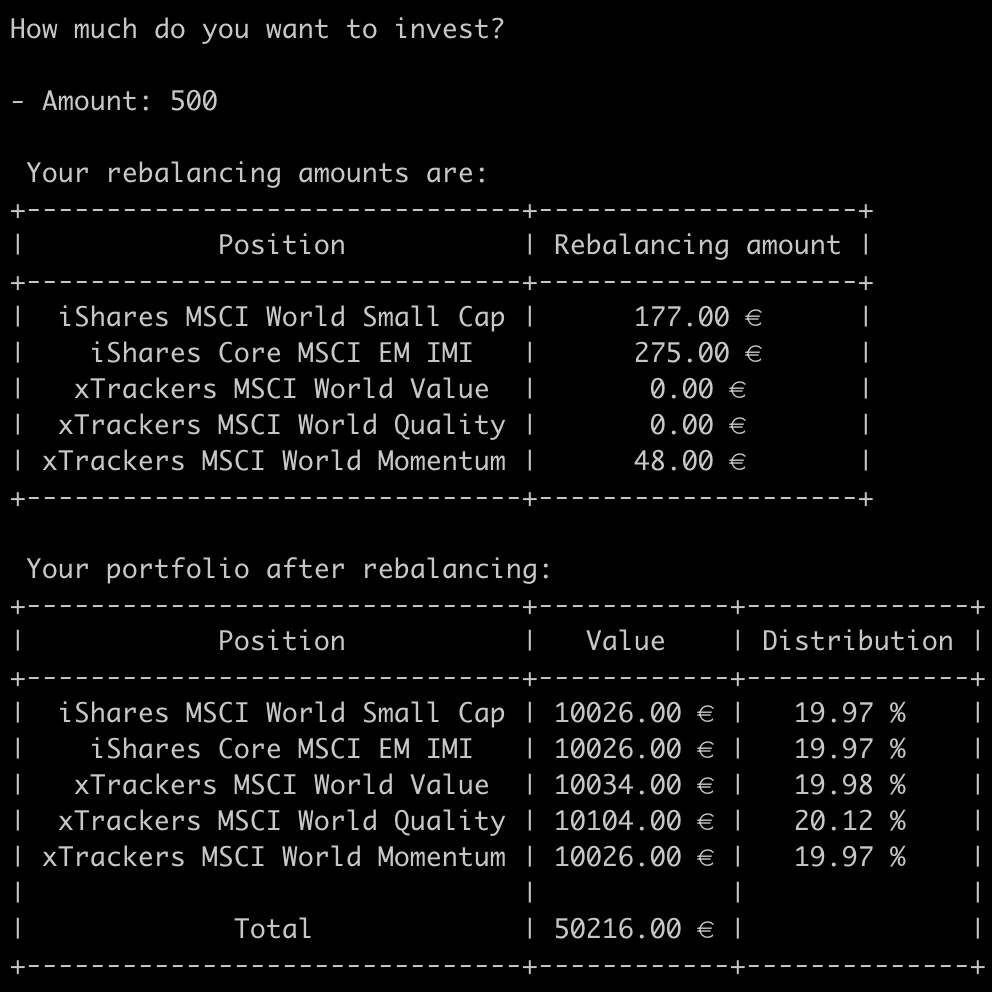 How much do you want to invest?
- Amount: 500
Your rebalancing amounts are:
+-------------------------------+--------------------+
| Position | Rebalancing amount |
+-------------------------------+--------------------+
| iShares MSCI World Small Cap | 177.00 € |
| iShares Core MSCI EM IMI | 275.00 € |
| xTrackers MSCI World Value | 0.00 € |
| xTrackers MSCI World Quality | 0.00 € |
| xTrackers MSCI World Momentum | 48.00 € |
+-------------------------------+--------------------+
Your portfolio after rebalancing:
+-------------------------------+------------+--------------+
| Position | Value | Distribution |
+-------------------------------+------------+--------------+
| iShares MSCI World Small Cap | 10026.00 € | 19.97 % |
| iShares Core MSCI EM IMI | 10026.00 € | 19.97 % |
| xTrackers MSCI World Value | 10034.00 € | 19.98 % |
| xTrackers MSCI World Quality | 10104.00 € | 20.12 % |
| xTrackers MSCI World Momentum | 10026.00 € | 19.97 % |
| | | |
| Total | 50216.00 € | |
+-------------------------------+------------+--------------+